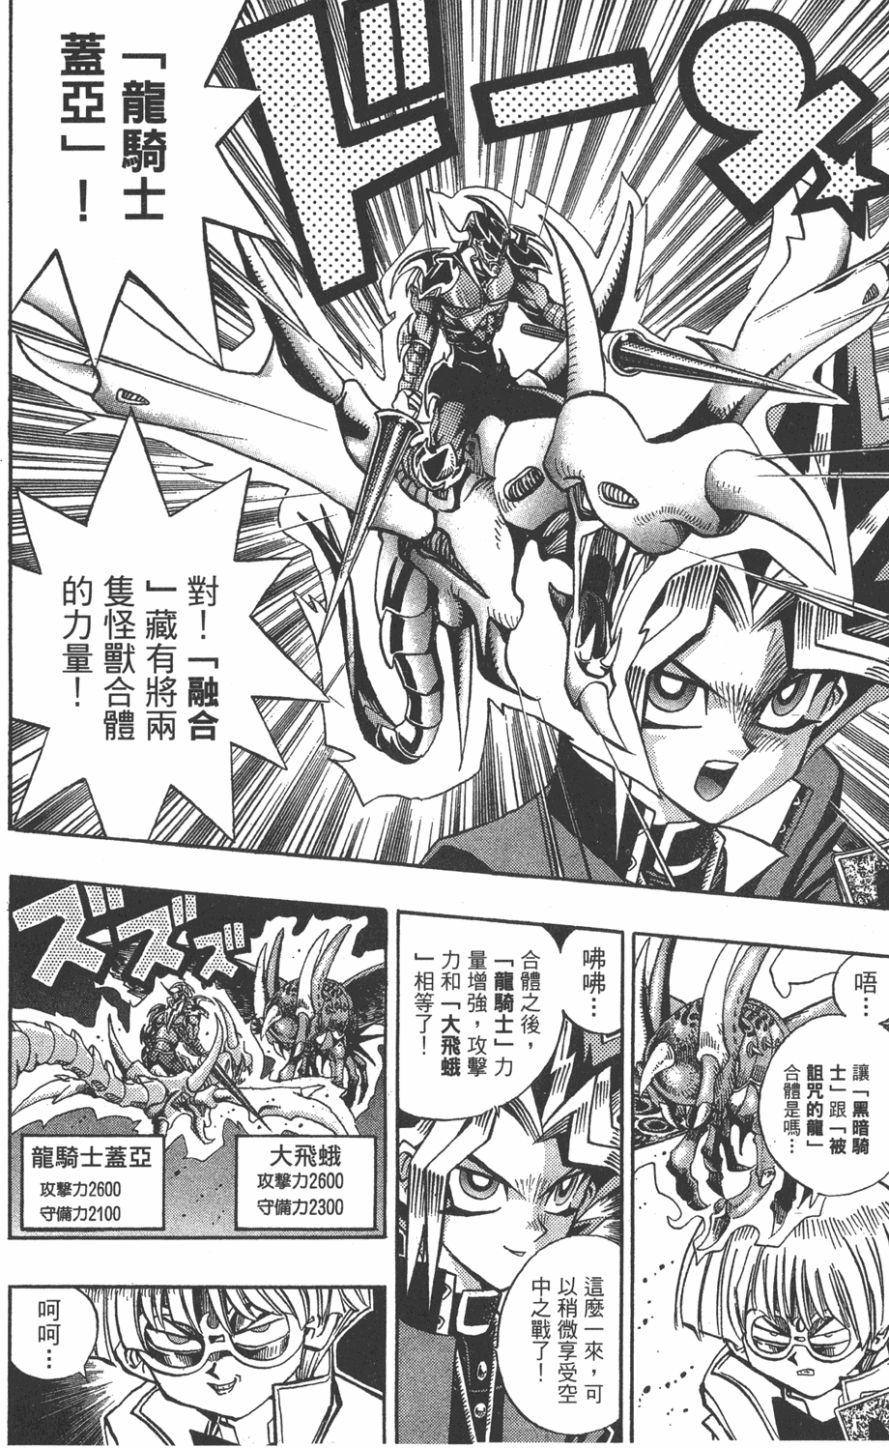 ドーン
「龍騎士
蓋亞」！
對！「融合
」藏有將兩
隻怪獸合體
的力量！
唔…
讓「黑暗騎
士」跟「被
詛咒的龍」
合體是嗎…
咈咈…
合體之後，
「龍騎士」力
量增強，攻擊
力和「大飛蛾
」相等了！
這麼一來，可
以稍微享受空
中之戰了！
ズズズ
大飛蛾
攻擊力2600
守備力2300
龍騎士蓋亞
攻擊力2600
守備力2100
呵呵…